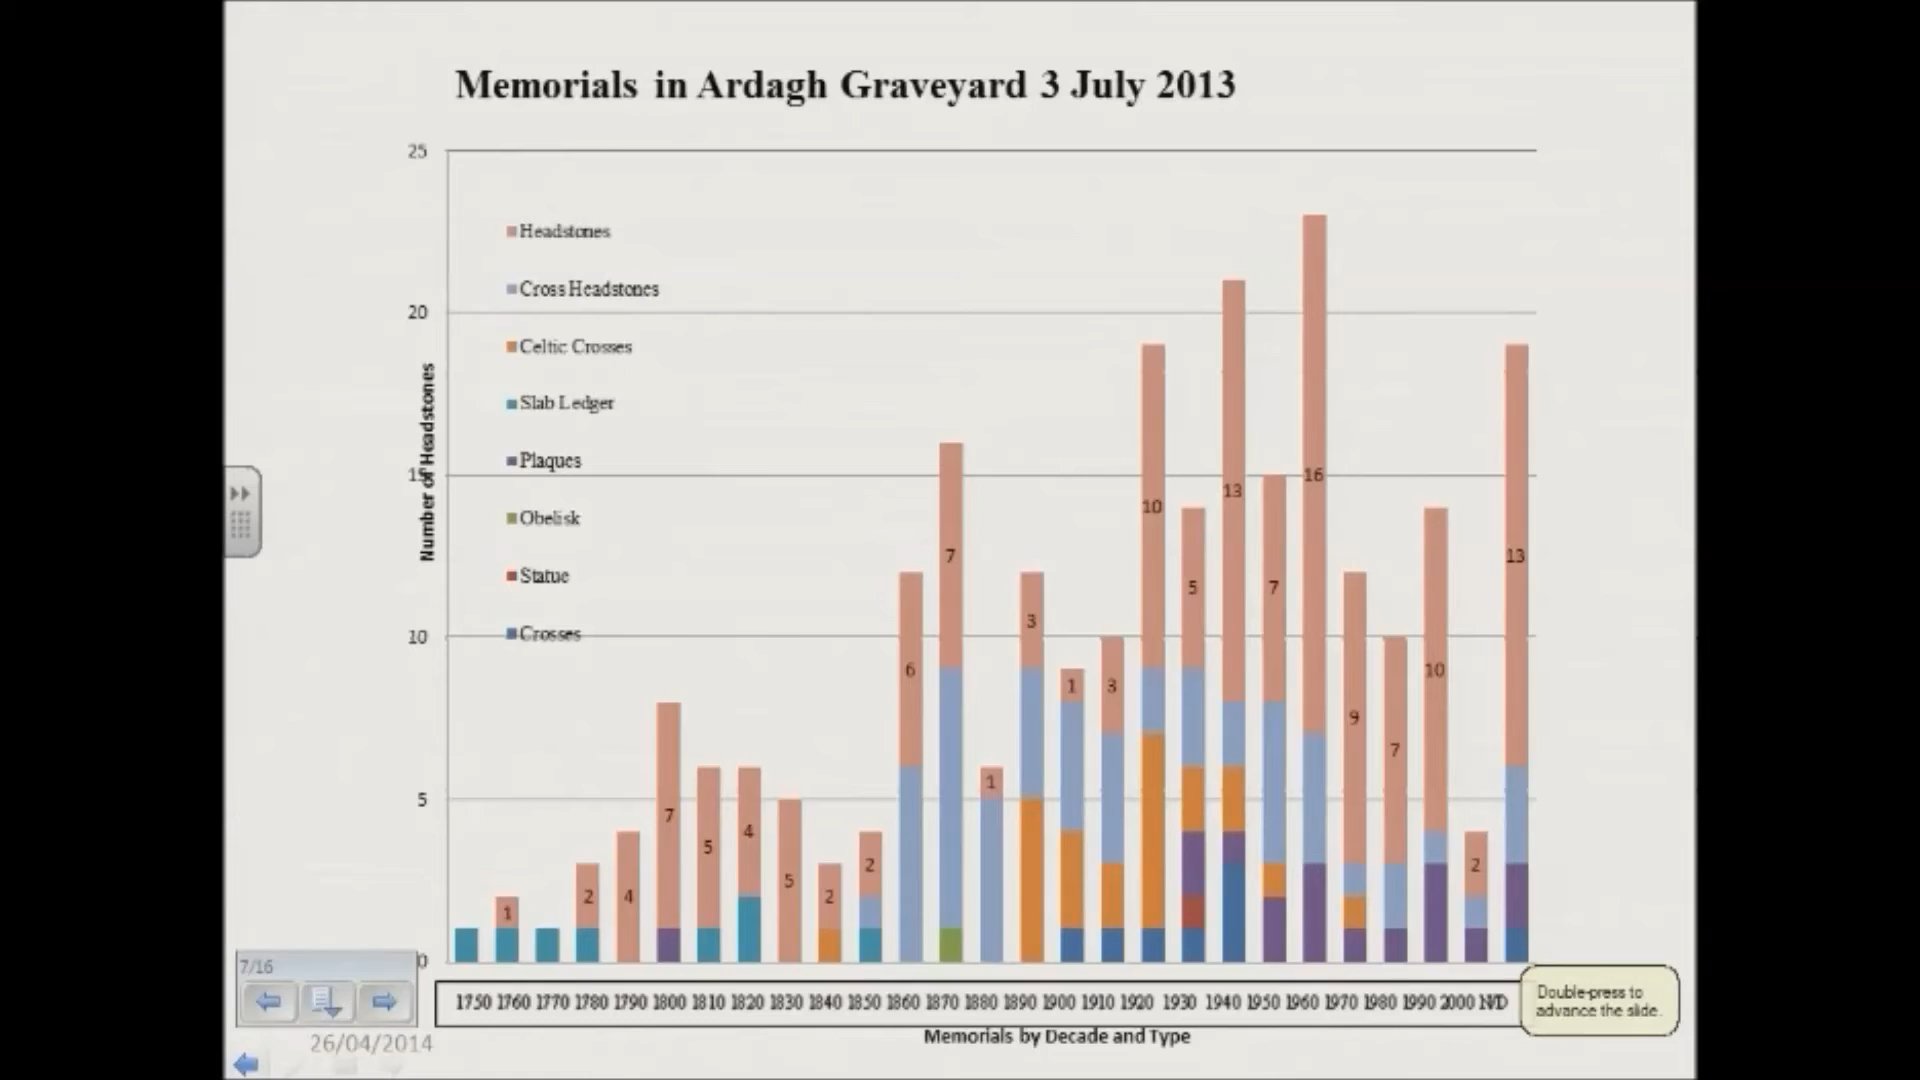 Memorials in Ardagh Graveyard 3 July 2013
25
20
15
10
5
0
Number of Headstones
Headstones
Cross Headstones
Celtic Crosses
Slab Ledger
Plaques
Obelisk
Statue
Crosses
1
2
4
7
5
4
5
2
2
6
7
1
3
1
3
10
5
13
7
16
9
7
10
2
13
1750 1760 1770 1780 1790 1800 1810 1820 1830 1840 1850 1860 1870 1880 1890 1900 1910 1920 1930 1940 1950 1960 1970 1980 1990 2000 N/D
Memorials by Decade and Type
7/16
26/04/2014
Double-press to
advance the slide.